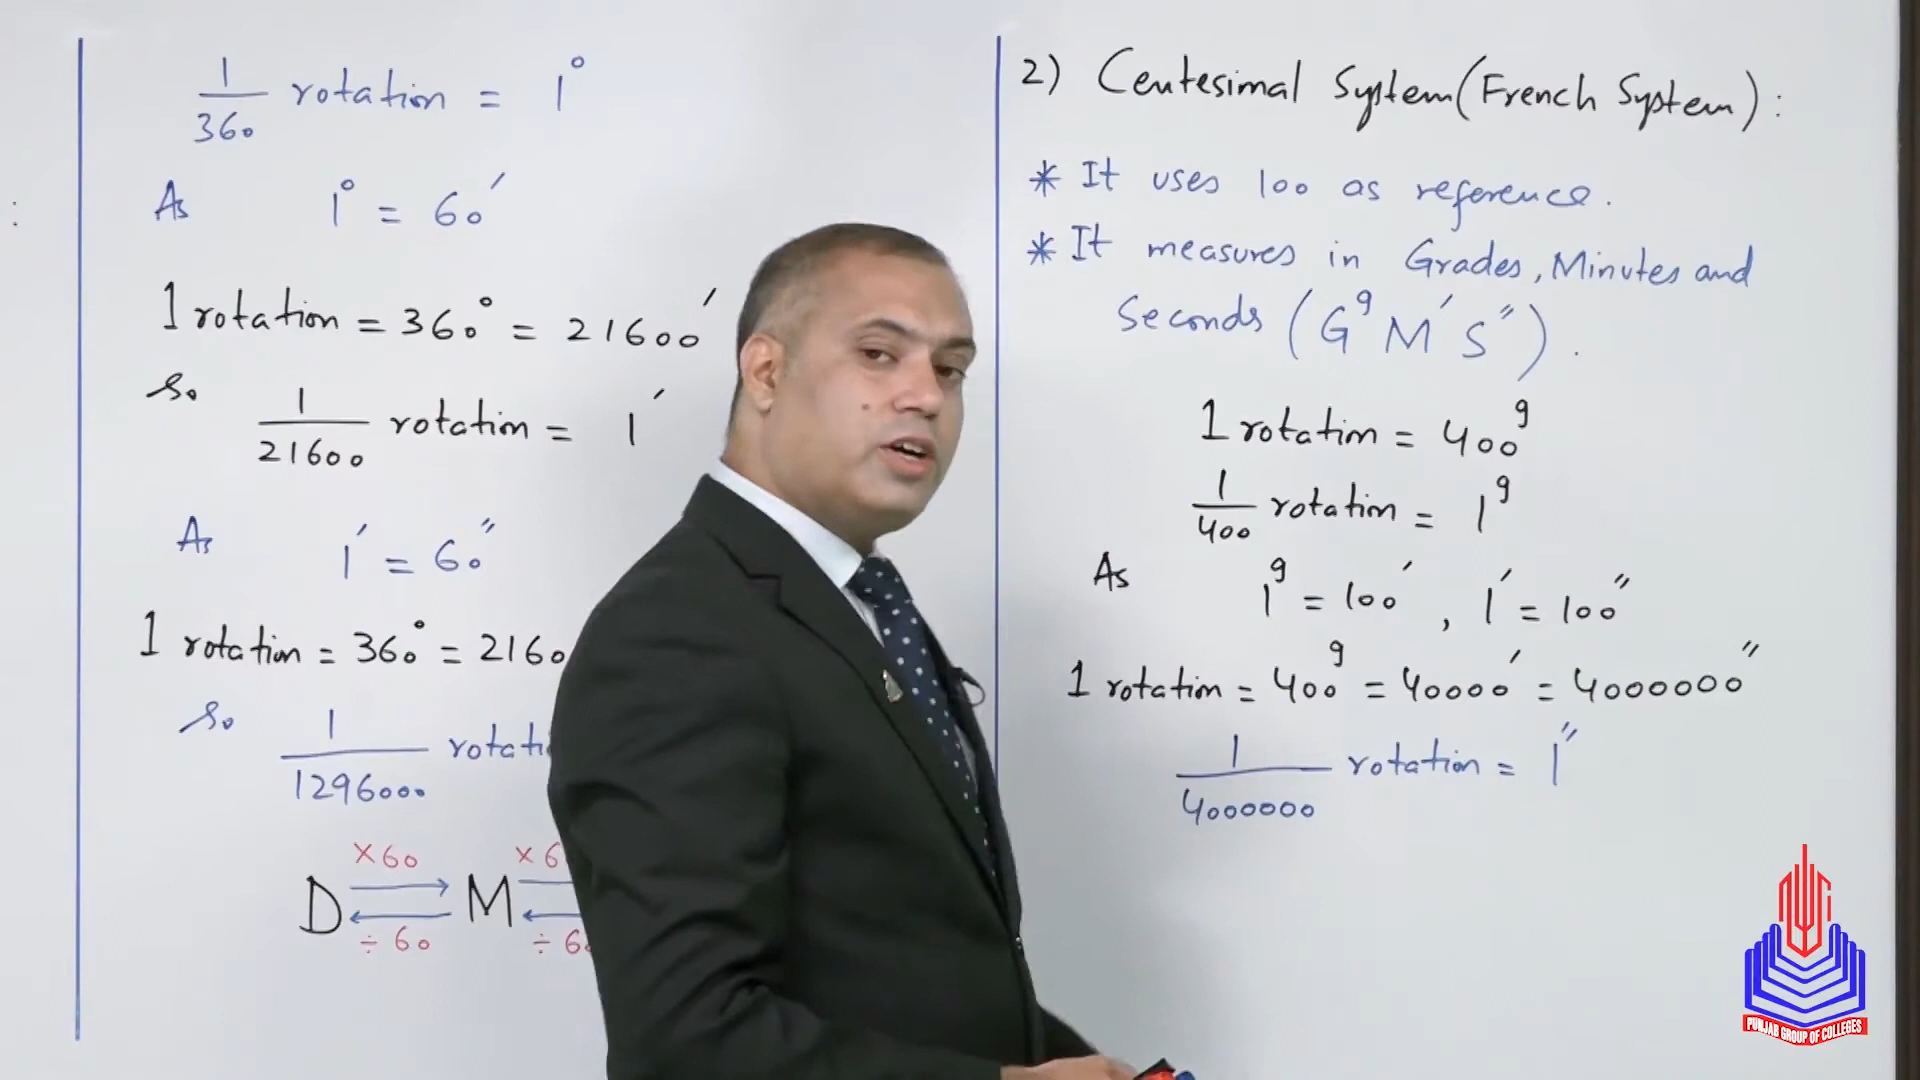 1/360 rotation = 1°
As 1° = 60′
:
1 rotation = 360° = 21600′
So 1/21600 rotation = 1′
As 1′ = 60″
1 rotation = 360° = 2160
So 1/1296000 rotati
×60 ×6
D M
÷60 ÷6
2) Centesimal System (French System) :
* It uses 100 as reference.
* It measures in Grades, Minutes and
Seconds (G^g M′ S″).
1 rotation = 400^g
1/400 rotation = 1^g
As 1^g = 100′ , 1′ = 100″
1 rotation = 400^g = 40000′ = 4000000″
1/4000000 rotation = 1″
PUNJAB GROUP OF COLLEGES